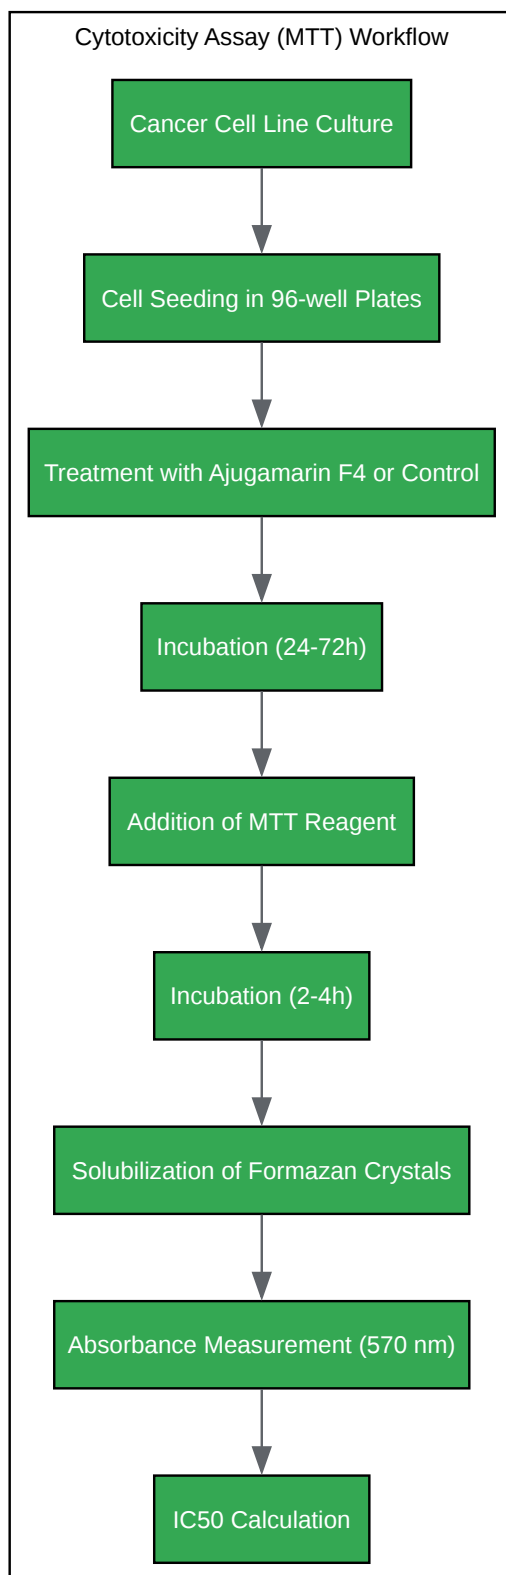 Cytotoxicity Assay (MTT) Workflow
Cancer Cell Line Culture
Cell Seeding in 96-well Plates
Treatment with Ajugamarin F4 or Control
Incubation (24-72h)
Addition of MTT Reagent
Incubation (2-4h)
Solubilization of Formazan Crystals
Absorbance Measurement (570 nm)
IC50 Calculation